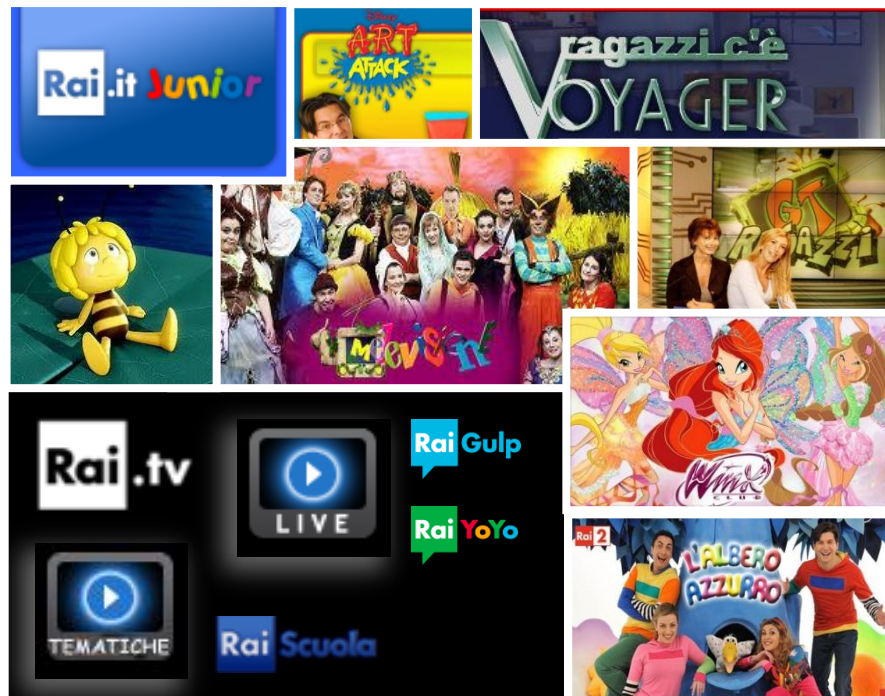 Rai.it Junior
Disney
ART
ATTACK
ragazzi c'è
VOYAGER
GT
RAGAZZI
Melevisione
WinX
CLUB
Rai.tv
LIVE
Rai Gulp
Rai YoYo
TEMATICHE
Rai Scuola
Rai 2
L'ALBERO
AZZURRO